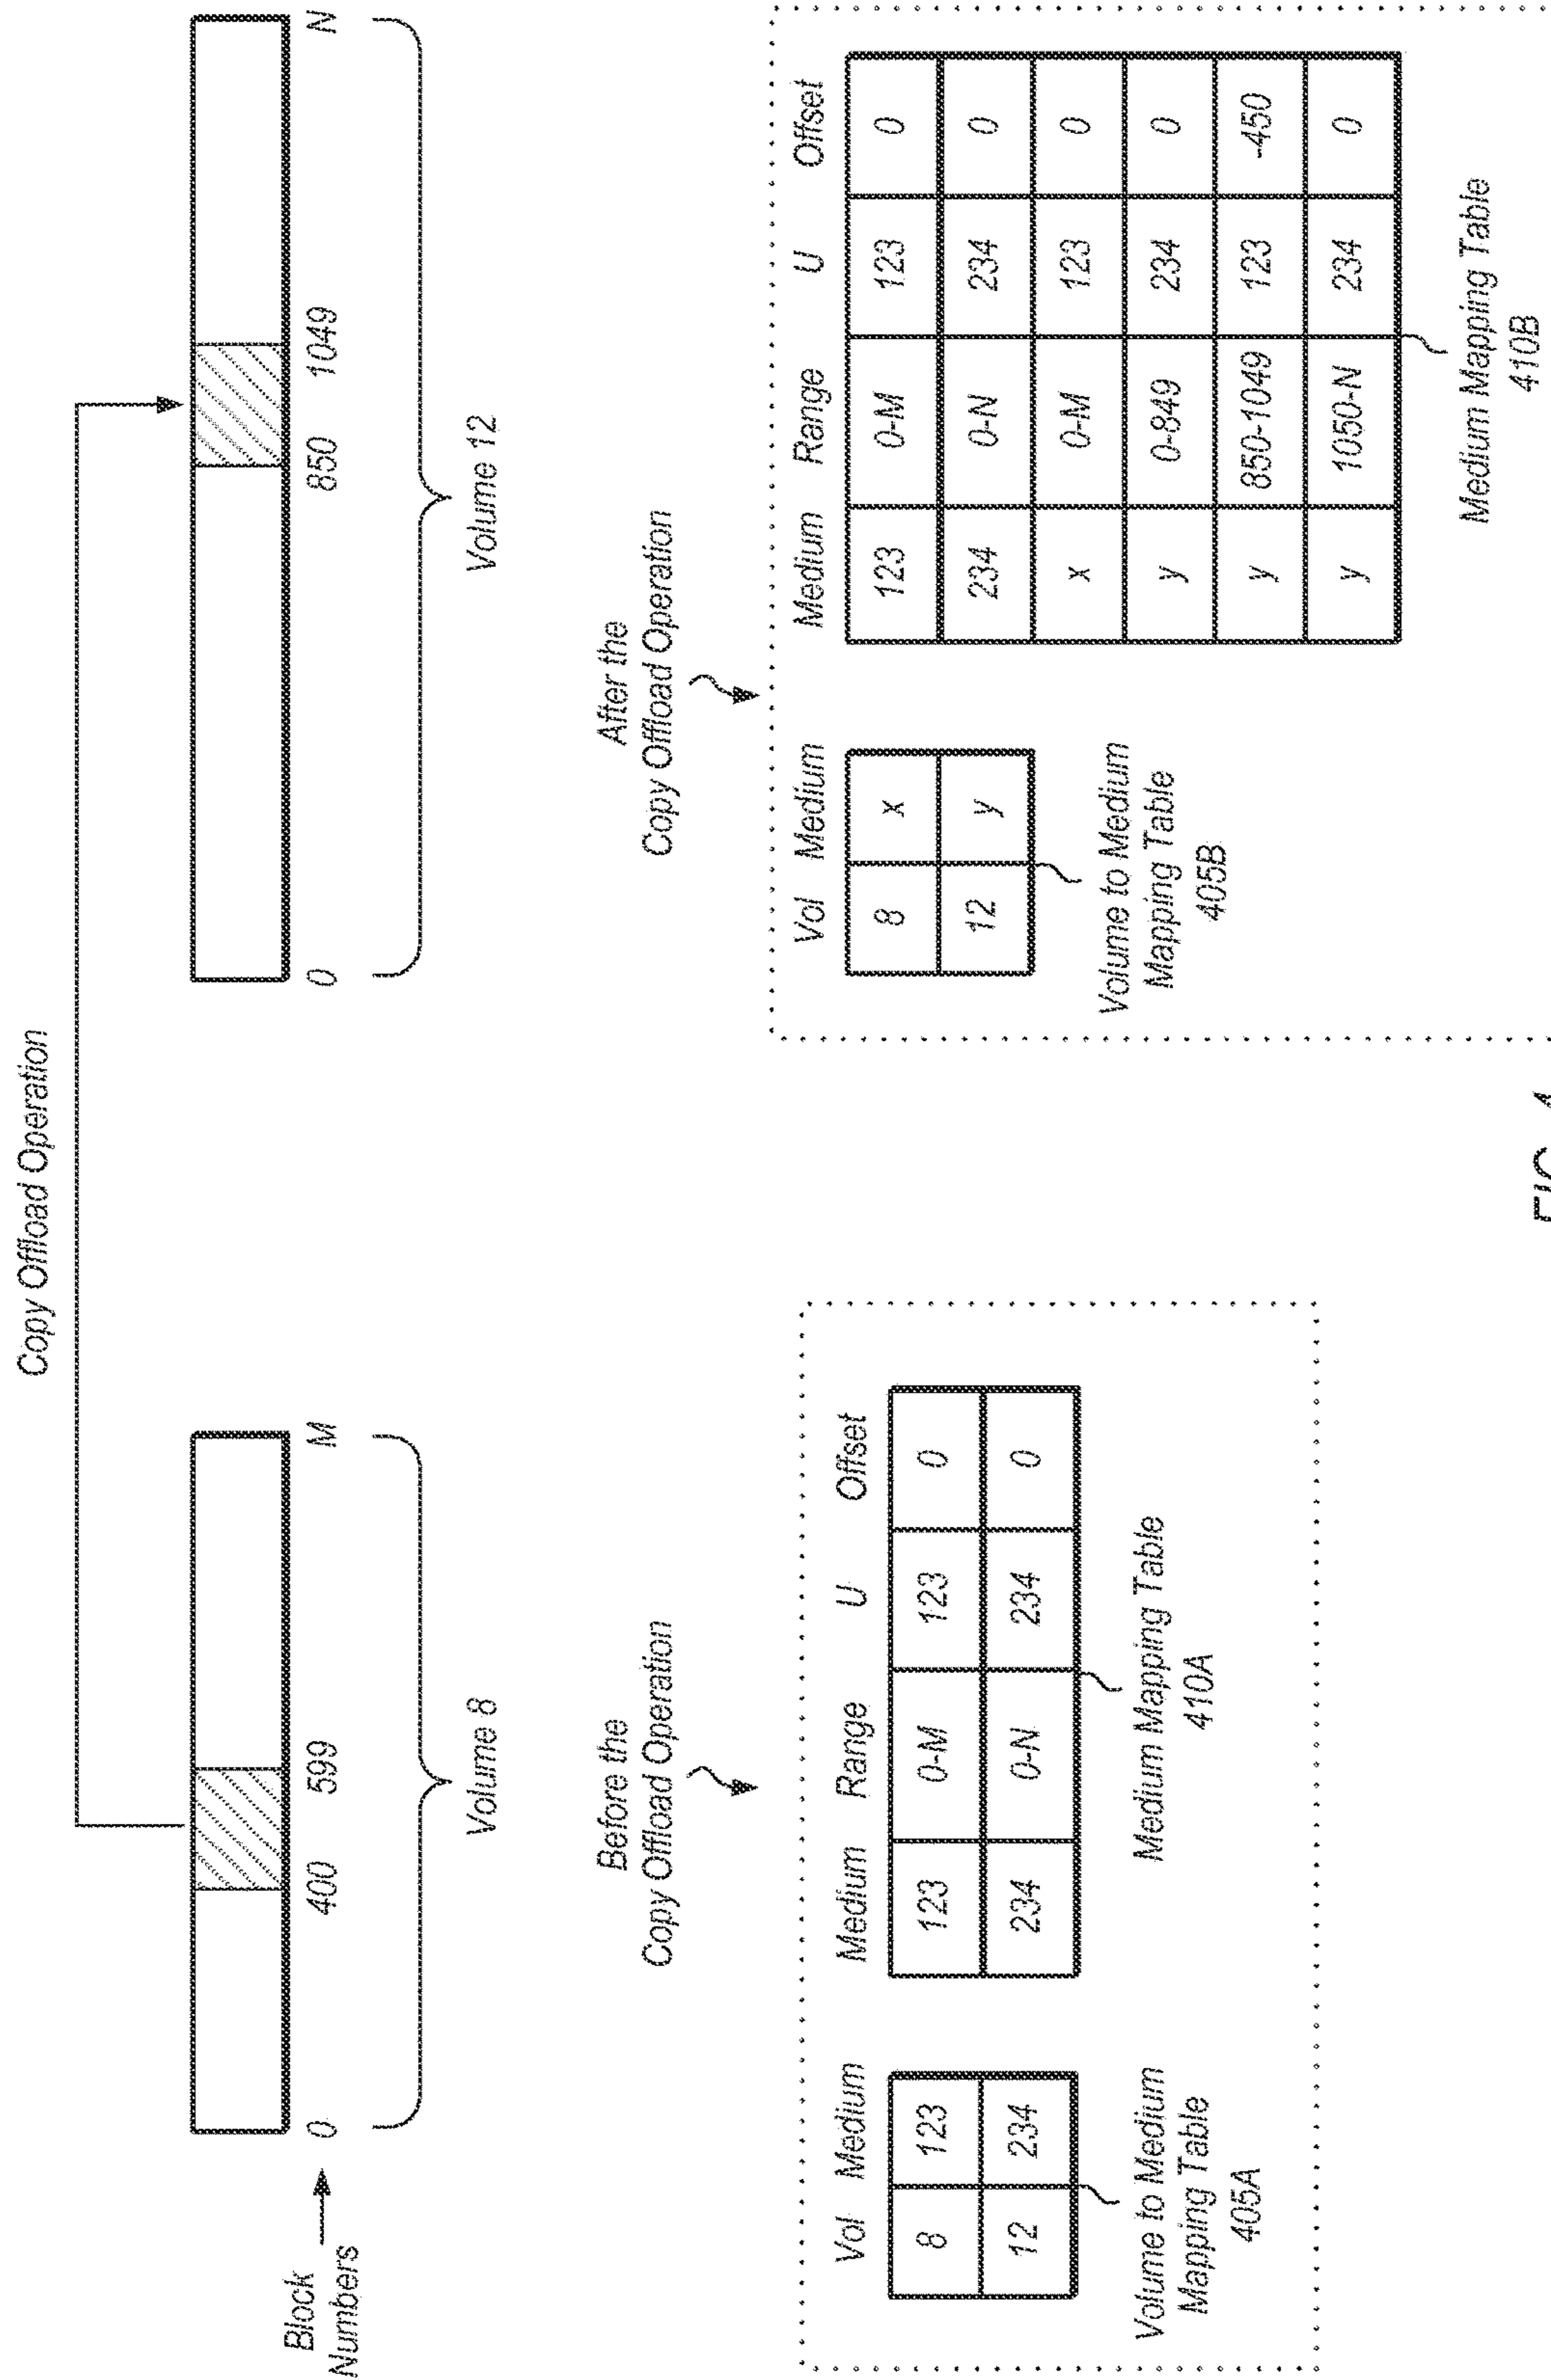 Copy Offload Operation
0 400 599 M
0 850 1049 N
Block
Numbers
Volume 8
Volume 12
Before the
Copy Offload Operation
Vol Medium
8 123
12 234
Volume to Medium
Mapping Table
405A
Medium Range U Offset
123 0-M 123 0
234 0-N 234 0
Medium Mapping Table
410A
After the
Copy Offload Operation
Vol Medium
8 x
12 y
Volume to Medium
Mapping Table
405B
Medium Range U Offset
123 0-M 123 0
234 0-N 234 0
x 0-M 123 0
y 0-849 234 0
y 850-1049 123 -450
y 1050-N 234 0
Medium Mapping Table
410B